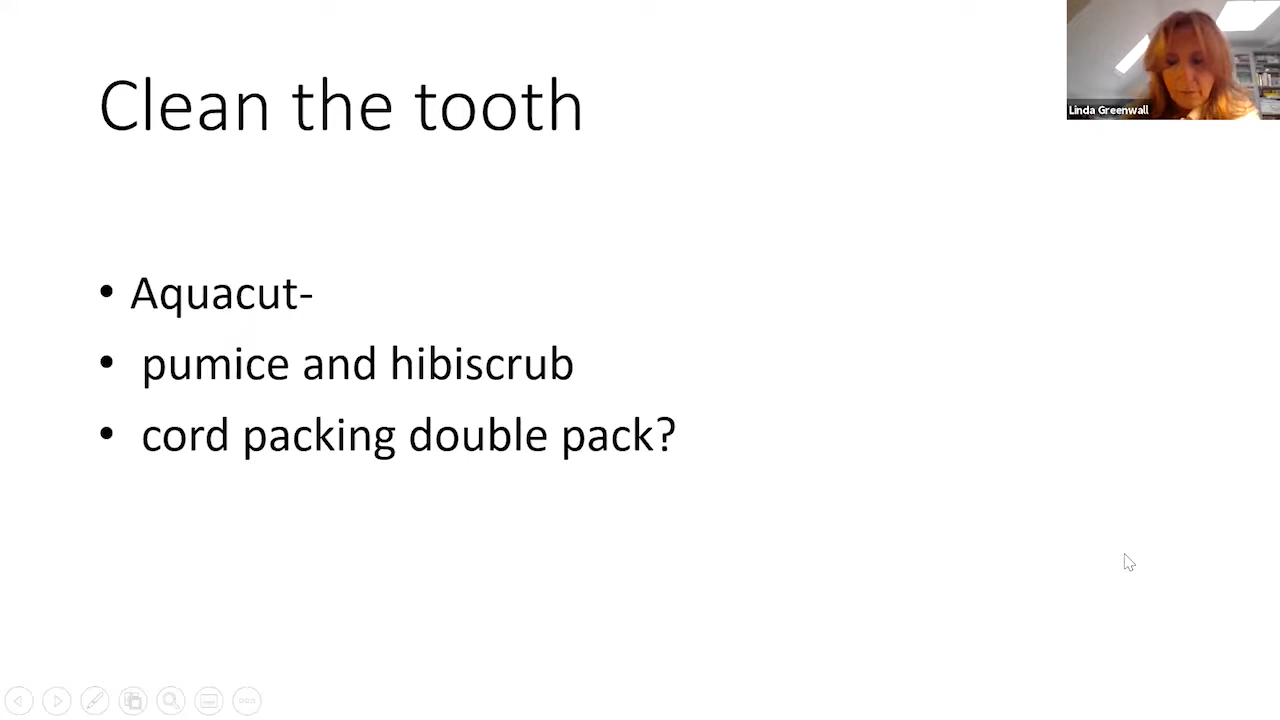 Clean the tooth
Linda Greenwall
• Aquacut-
• pumice and hibiscrub
• cord packing double pack?